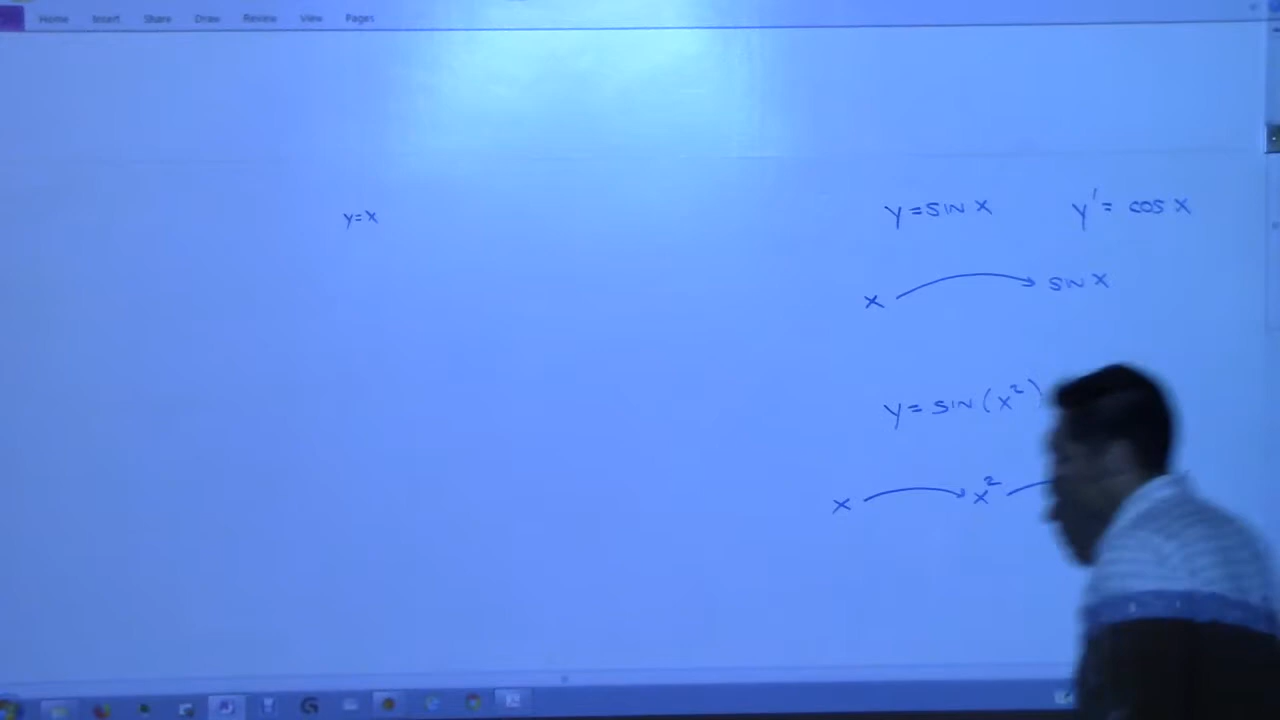 Home Insert Share Draw Review View Pages
y=x
y=sin x y'= cos x
x sin x
y=sin(x²)
x x²